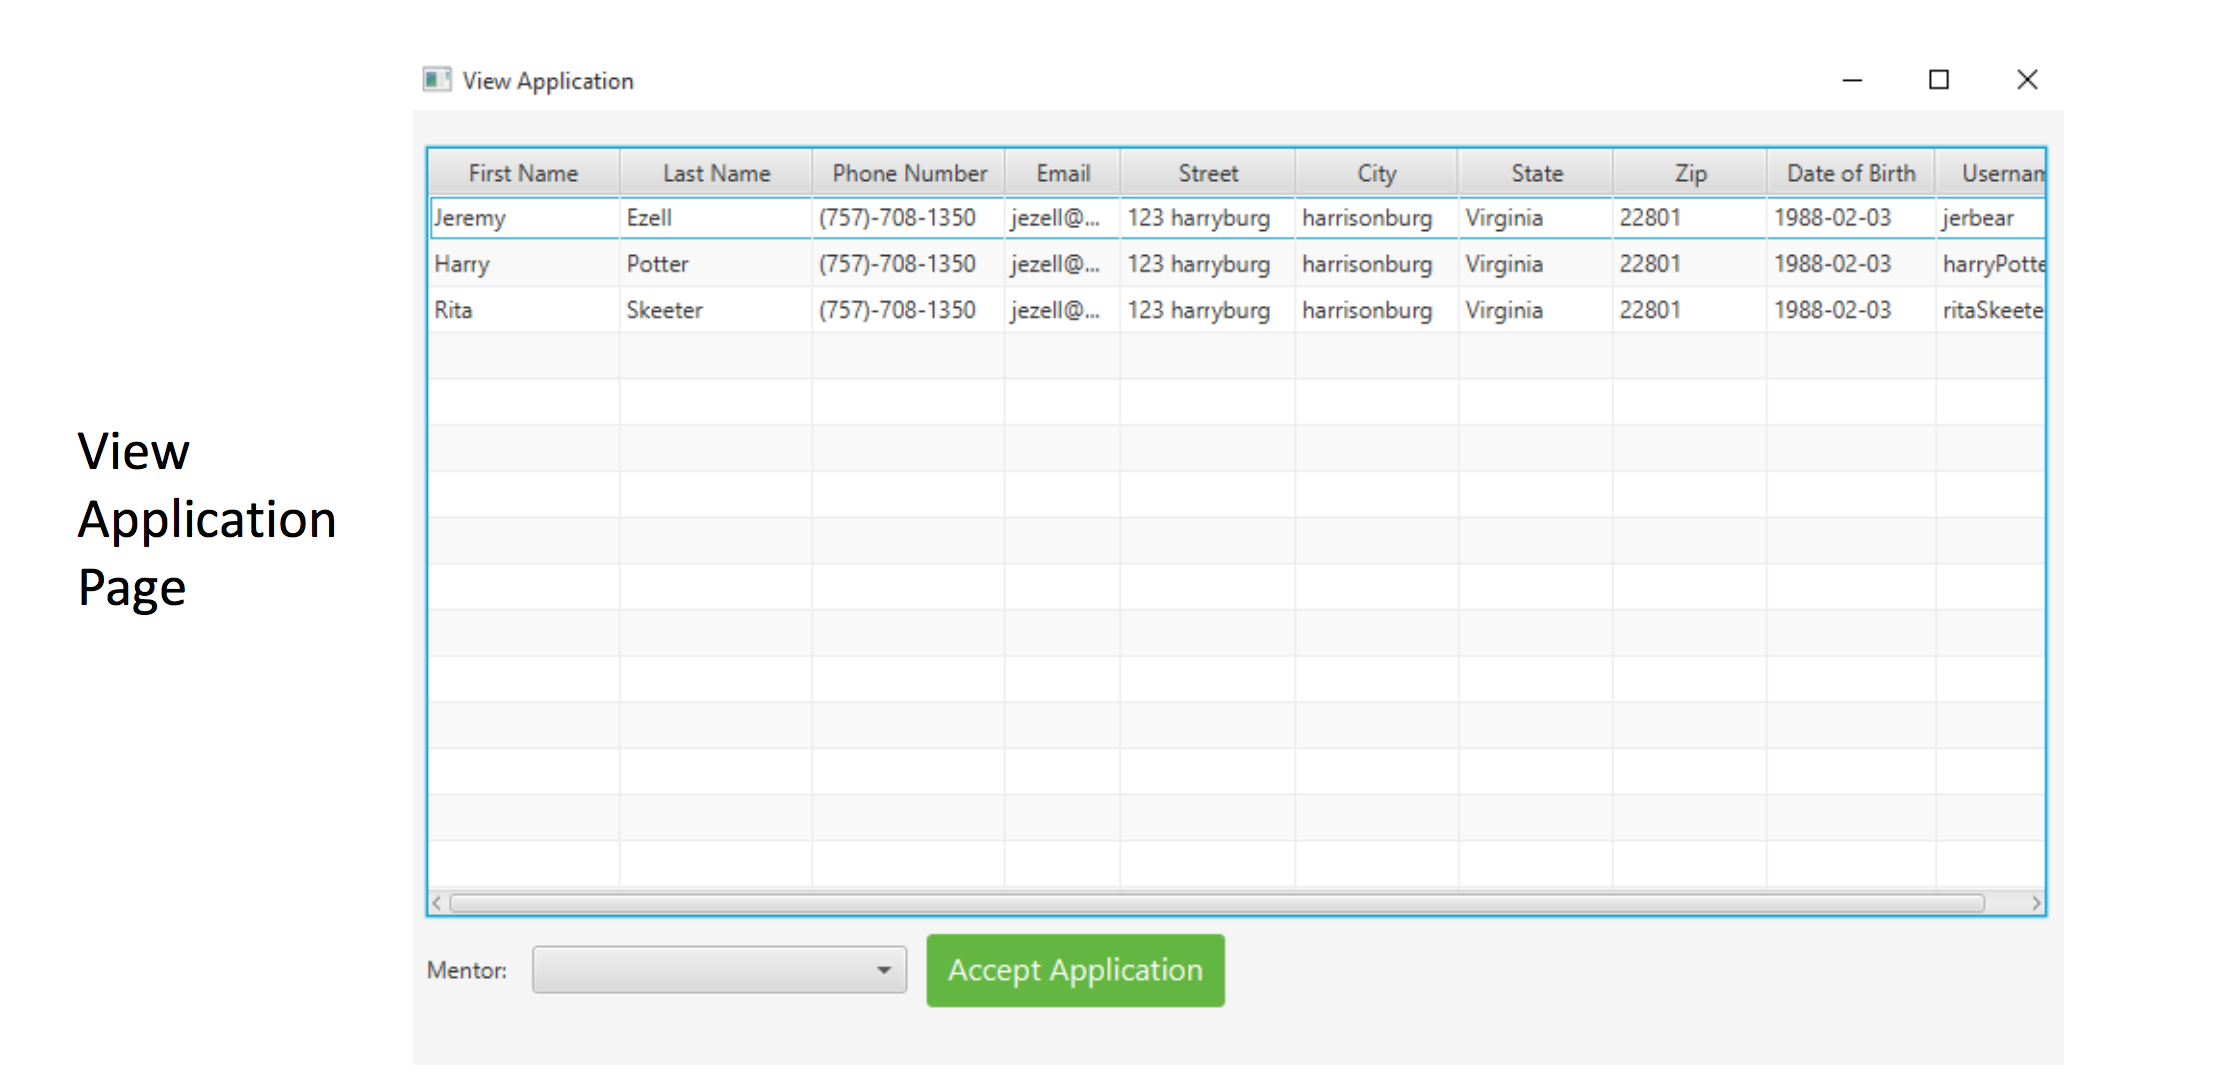 View Application
First Name Last Name Phone Number Email Street City State Zip Date of Birth Usernam
Jeremy Ezell (757)-708-1350 jezell@... 123 harryburg harrisonburg Virginia 22801 1988-02-03 jerbear
Harry Potter (757)-708-1350 jezell@... 123 harryburg harrisonburg Virginia 22801 1988-02-03 harryPotte
Rita Skeeter (757)-708-1350 jezell@... 123 harryburg harrisonburg Virginia 22801 1988-02-03 ritaSkeete
View
Application
Page
Mentor: Accept Application